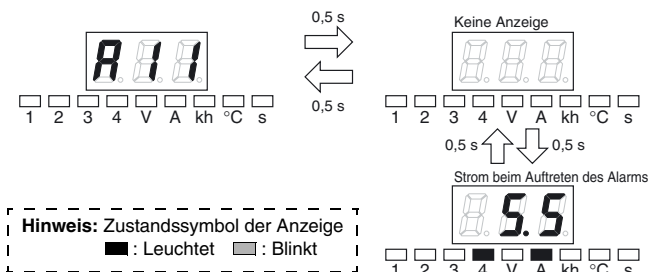 0,5 s
A11
0,5 s
1 2 3 4 V A kh °C s
Keine Anzeige
1 2 3 4 V A kh °C s
0,5 s 0,5 s
Strom beim Auftreten des Alarms
5.5
1 2 3 4 V A kh °C s
Hinweis: Zustandssymbol der Anzeige
: Leuchtet : Blinkt